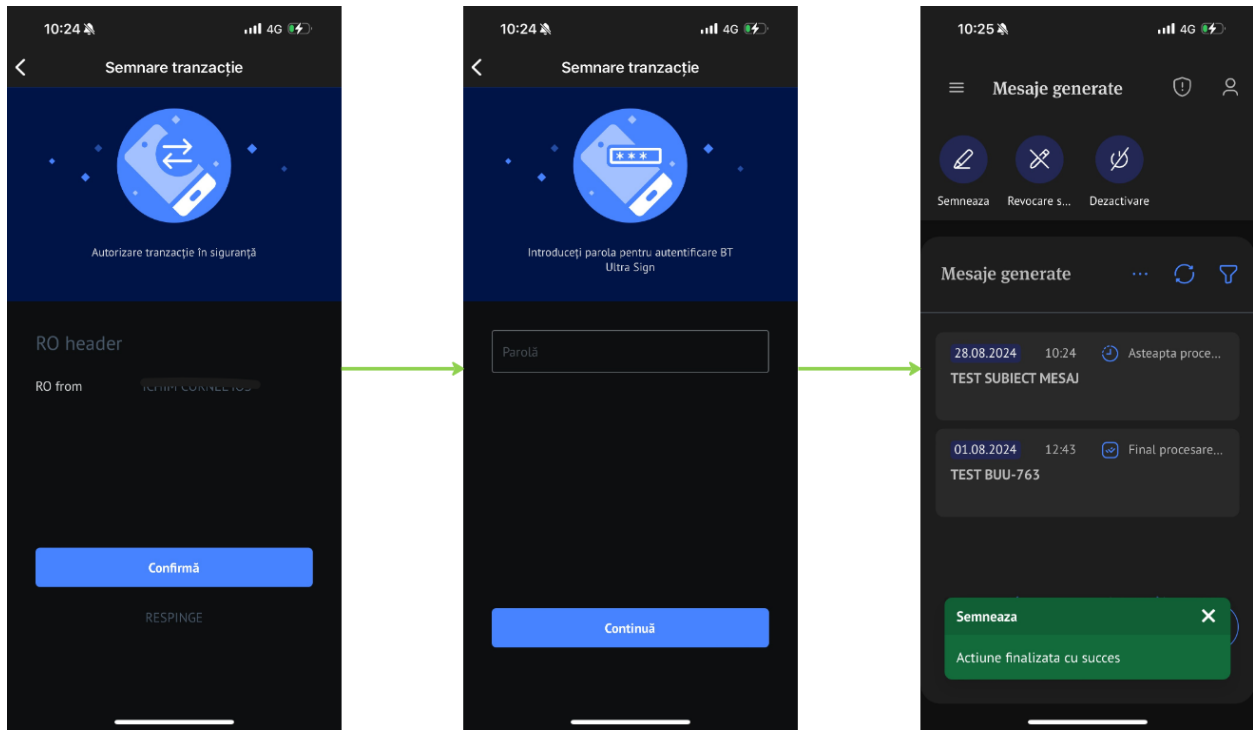 10:24
4G
Semnare tranzacție
Autorizare tranzacție în siguranță
RO header
RO from
Confirmă
RESPINGE
10:24
4G
Semnare tranzacție
***
Introduceți parola pentru autentificare BT
Ultra Sign
Parolă
Continuă
10:25
4G
Mesaje generate
Semneaza
Revocare s...
Dezactivare
Mesaje generate
...
28.08.2024 10:24 Asteapta proce...
TEST SUBIECT MESAJ
01.08.2024 12:43 Final procesare...
TEST BUU-763
Semneaza
Actiune finalizata cu succes